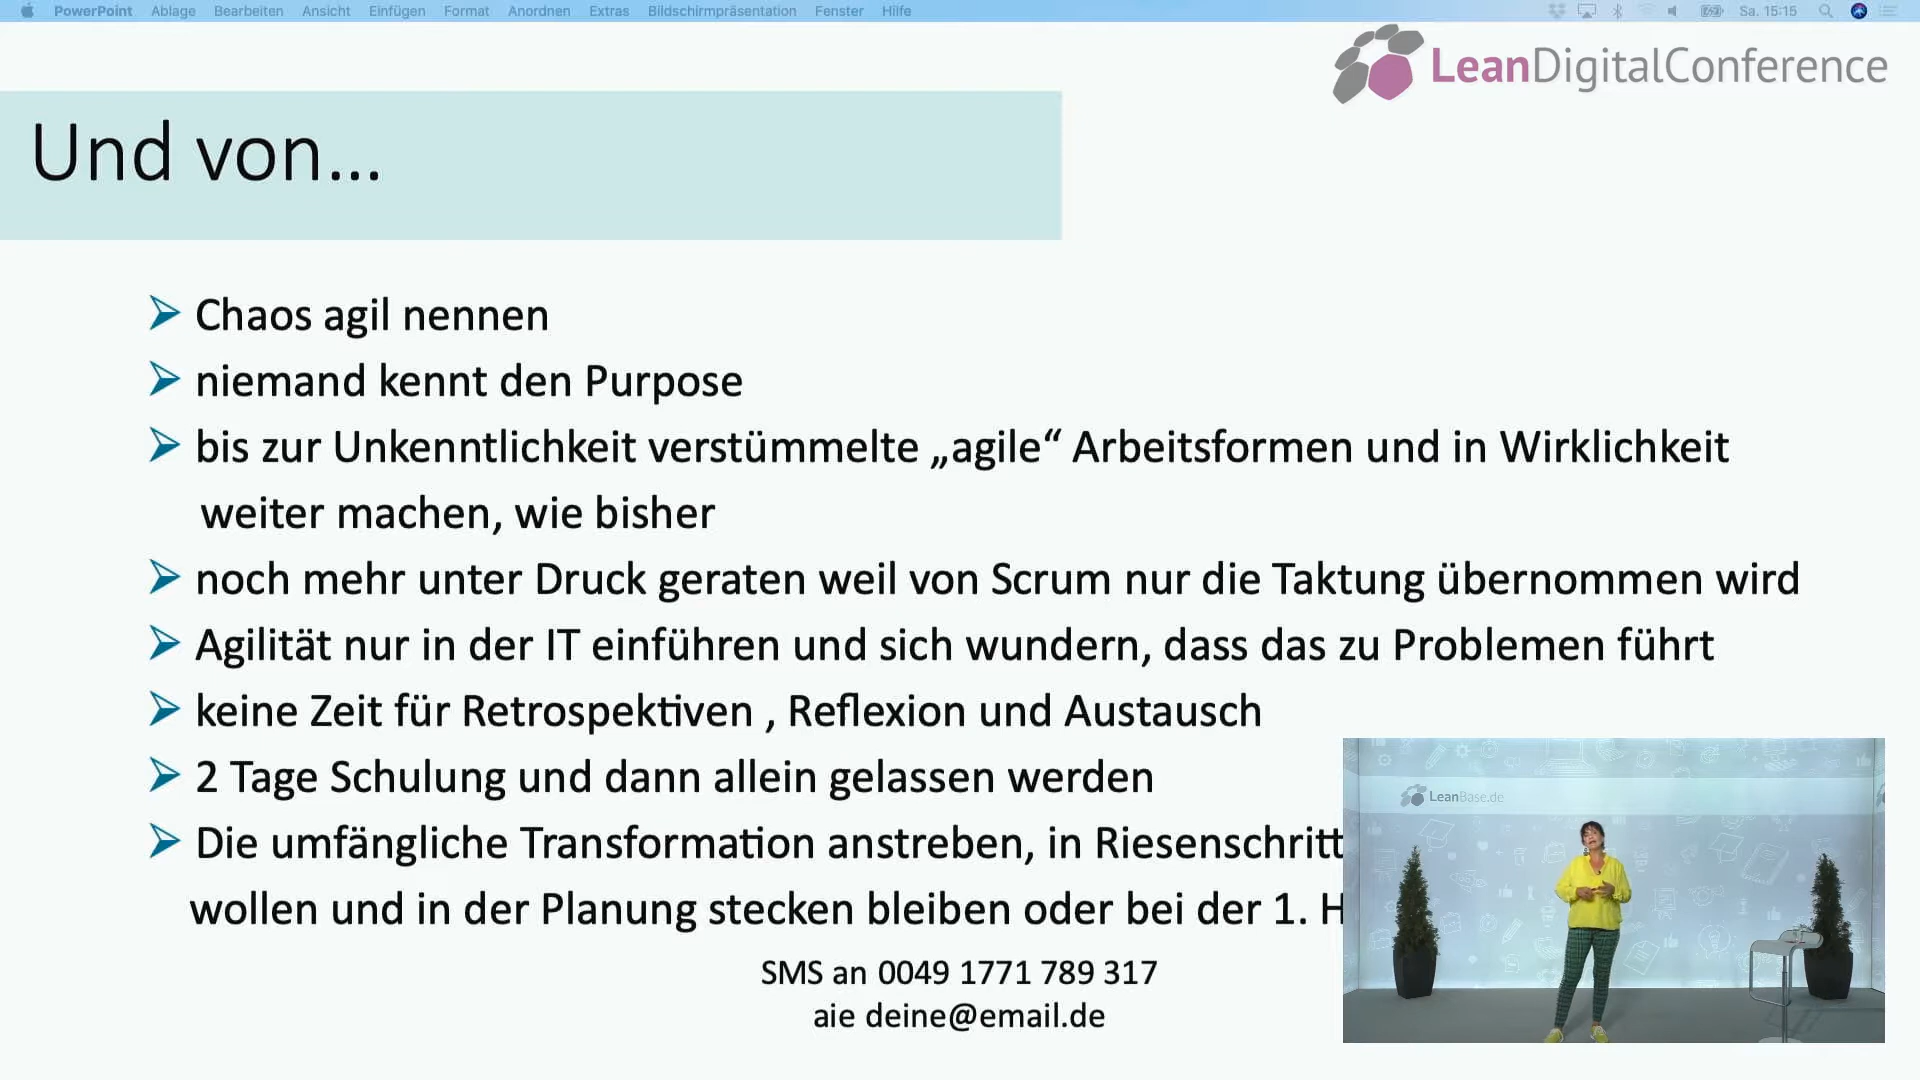 PowerPoint Ablage Bearbeiten Ansicht Einfügen Format Anordnen Extras Bildschirmpräsentation Fenster Hilfe Sa. 15:15
LeanDigitalConference
Und von...
Chaos agil nennen
niemand kennt den Purpose
bis zur Unkenntlichkeit verstümmelte „agile“ Arbeitsformen und in Wirklichkeit
weiter machen, wie bisher
noch mehr unter Druck geraten weil von Scrum nur die Taktung übernommen wird
Agilität nur in der IT einführen und sich wundern, dass das zu Problemen führt
keine Zeit für Retrospektiven , Reflexion und Austausch
2 Tage Schulung und dann allein gelassen werden
Die umfängliche Transformation anstreben, in Riesenschritt
wollen und in der Planung stecken bleiben oder bei der 1. H
SMS an 0049 1771 789 317
aie deine@email.de
LeanBase.de